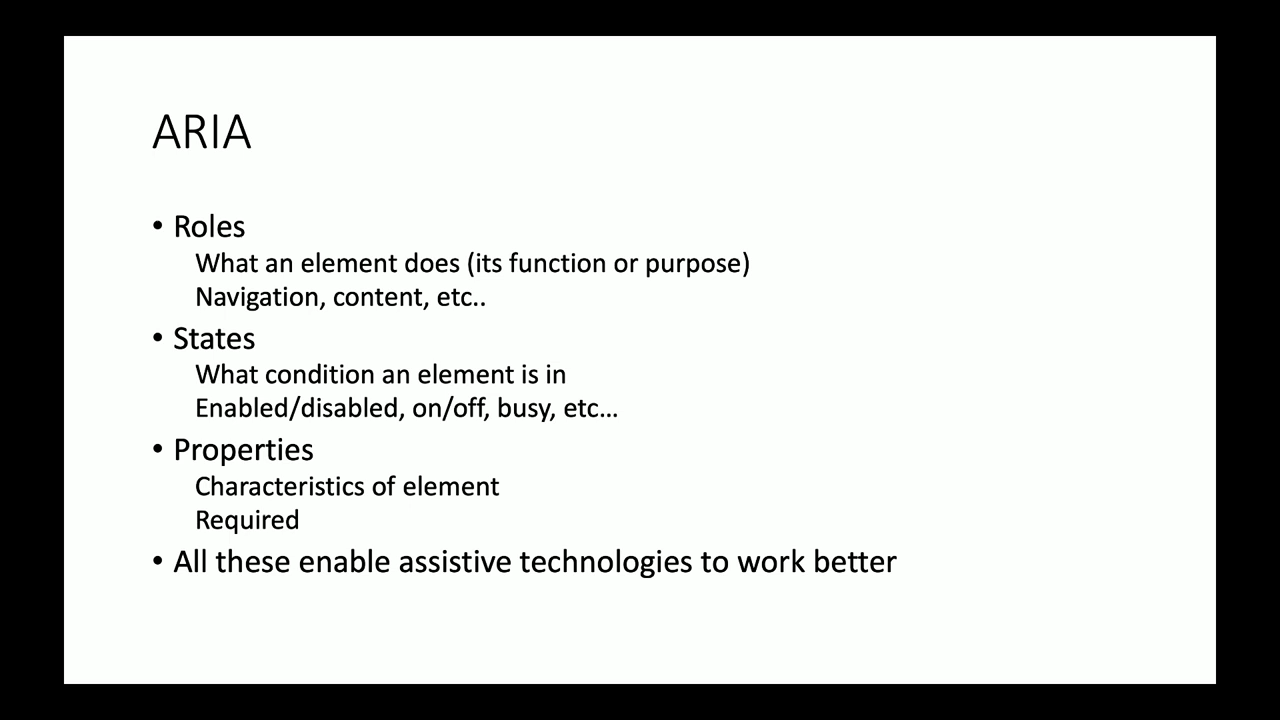 ARIA
• Roles
What an element does (its function or purpose)
Navigation, content, etc..
• States
What condition an element is in
Enabled/disabled, on/off, busy, etc…
• Properties
Characteristics of element
Required
• All these enable assistive technologies to work better